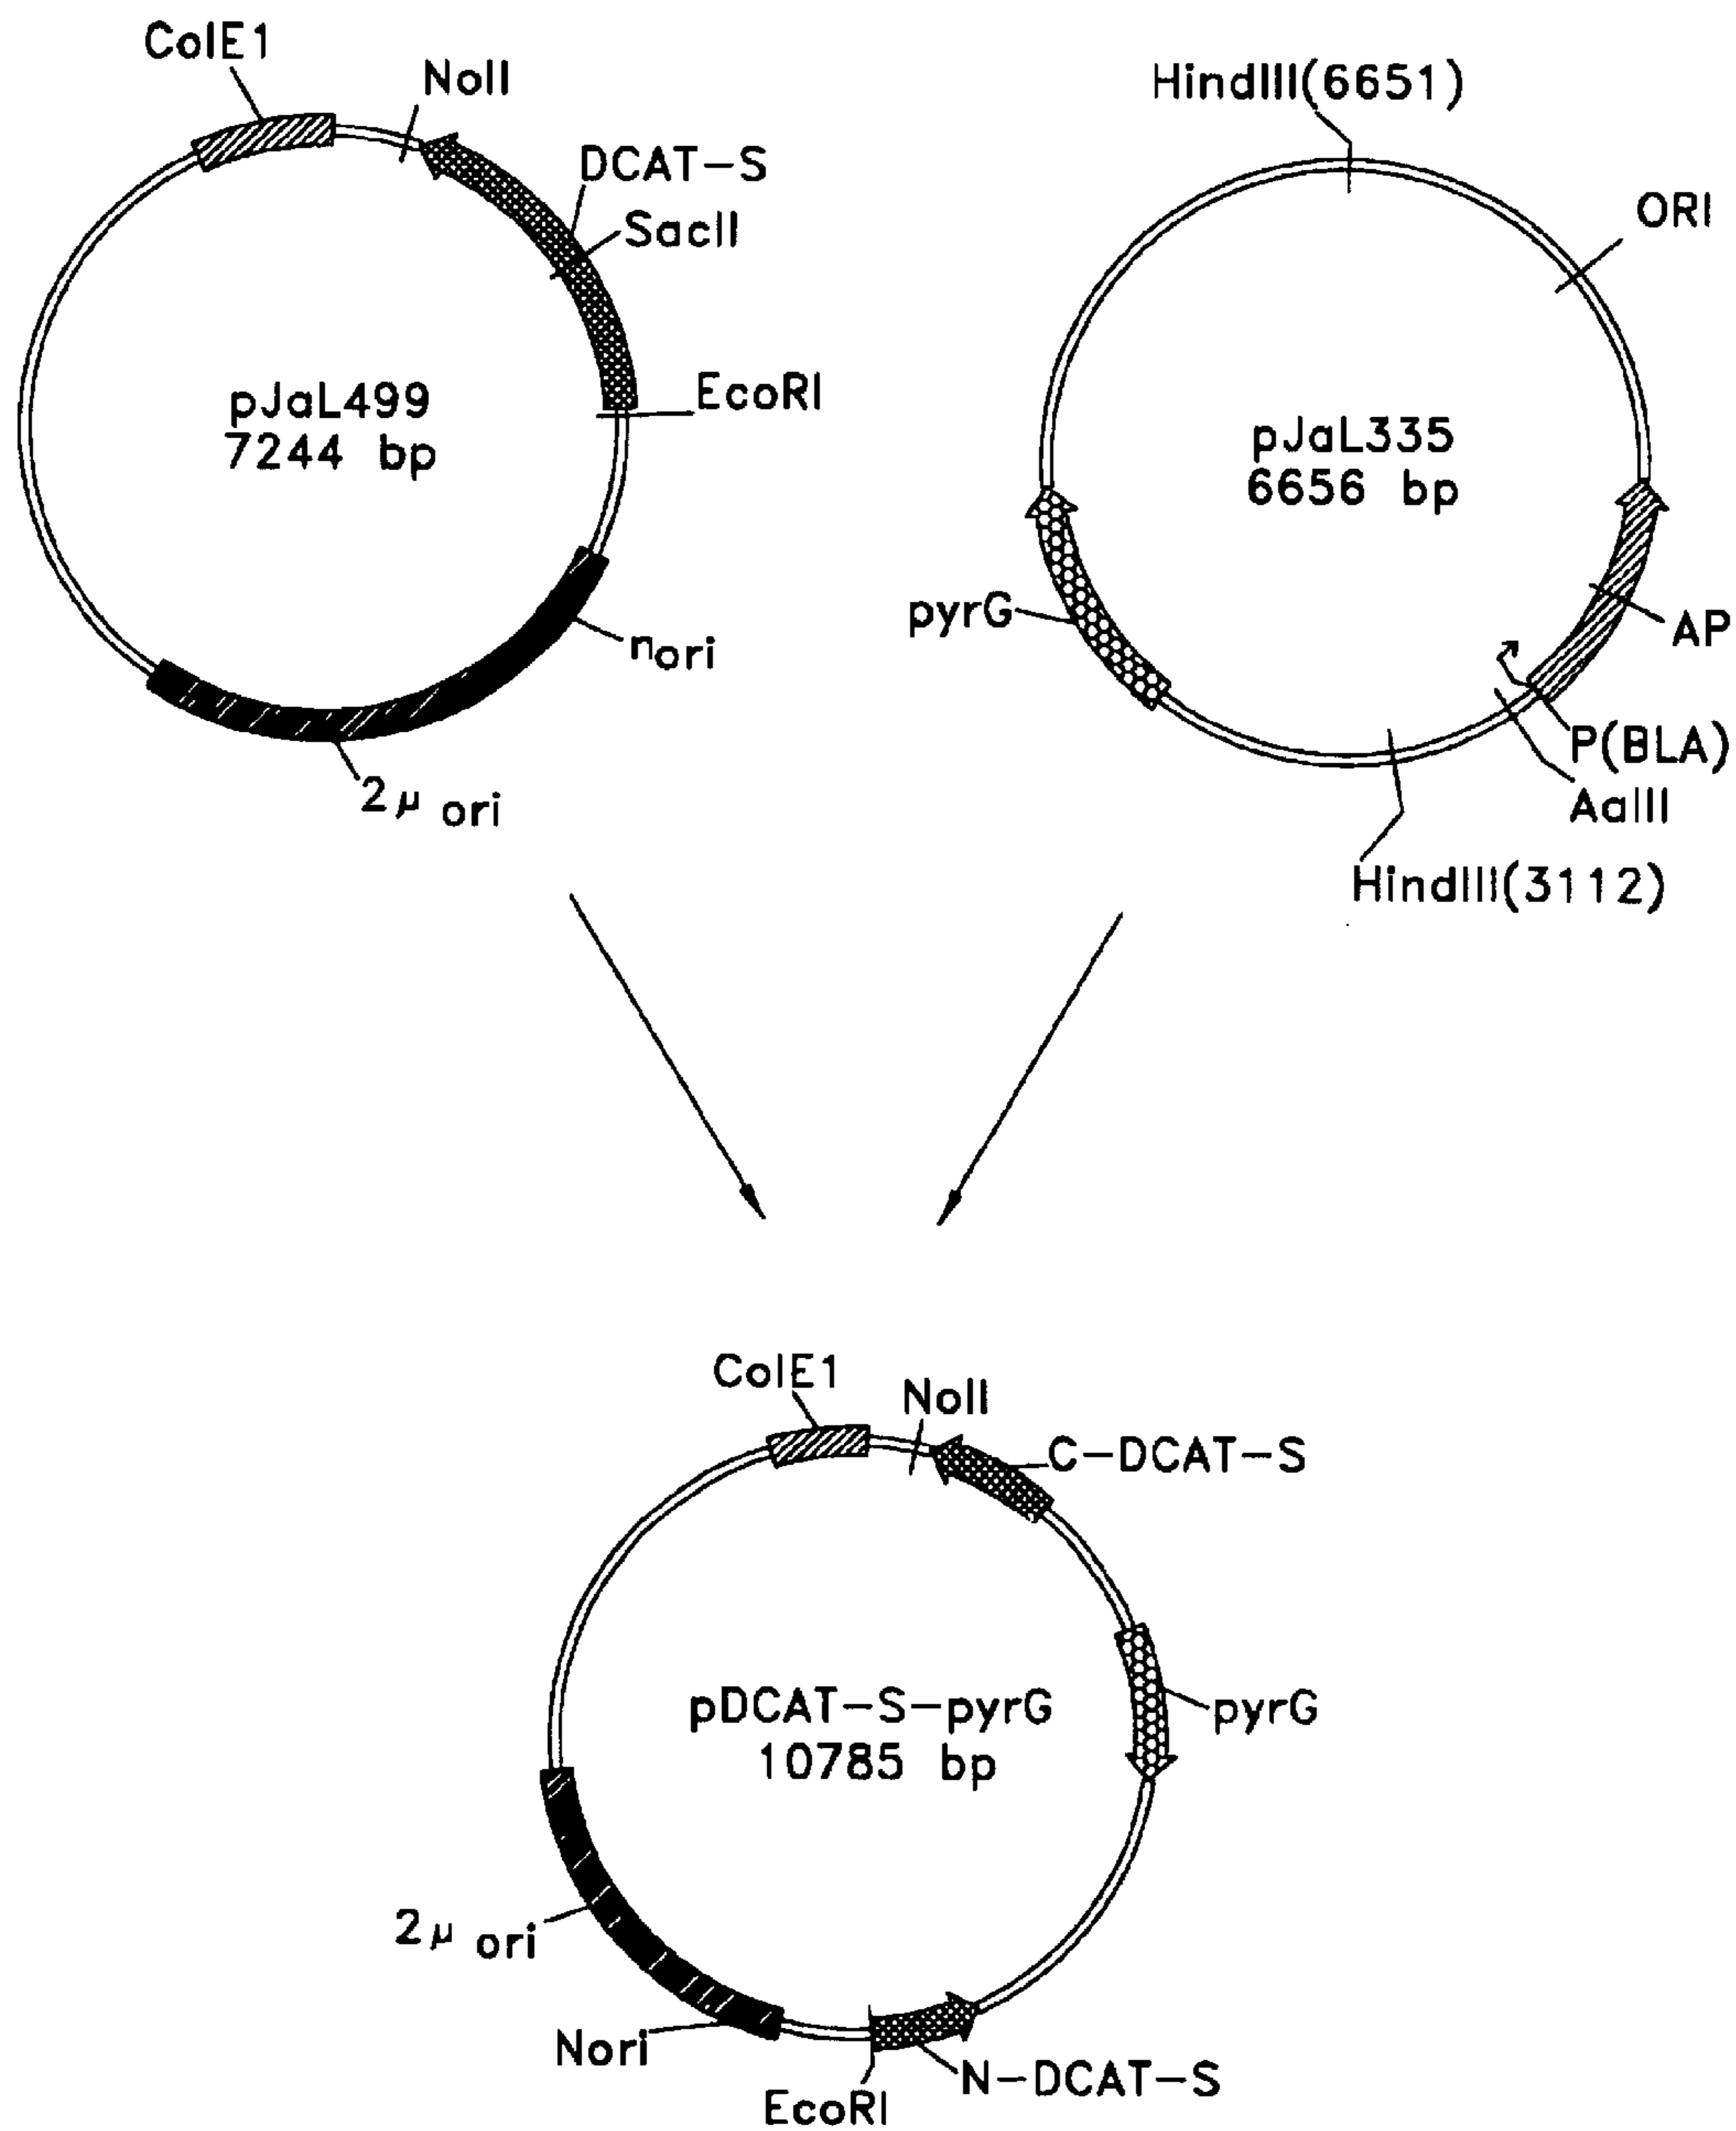 ColE1
NoII
DCAT-S
SacII
EcoRI
pJaL499
7244 bp
nori
2μ ori
HindIII(6651)
ORI
pJaL335
6656 bp
pyrG
AP
P(BLA)
AaIII
HindIII(3112)
ColE1
NoII
C-DCAT-S
pDCAT-S-pyrG
10785 bp
pyrG
2μ ori
Nori
EcoRI
N-DCAT-S